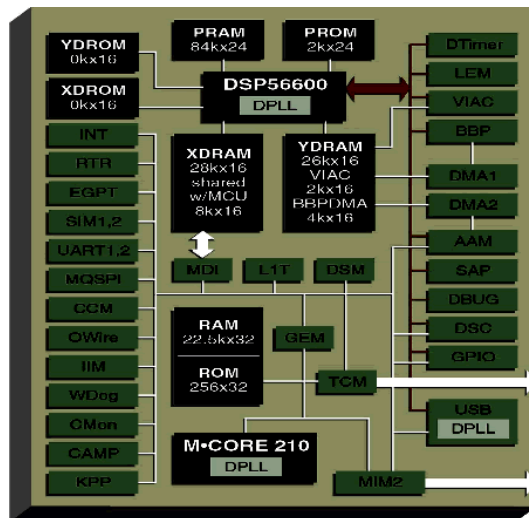 PRAM
84kx24
PROM
2kx24
YDROM
0kx16
XDROM
0kx16
DSP56600
DPLL
XDRAM
28kx16
shared
w/MCU
8kx16
YDRAM
26kx16
VIAC
2kx16
BBPDMA
4kx16
INT
RTR
EGPT
SIM1,2
UART1,2
MQSPI
CCM
OWire
IIM
WDog
CMon
CAMP
KPP
MDI
L1T
DSM
RAM
22.5kx32
ROM
256x32
GEM
TCM
M•CORE 210
DPLL
MIM2
DTimer
LEM
VIAC
BBP
DMA1
DMA2
AAM
SAP
DBUG
DSC
GPIO
USB
DPLL